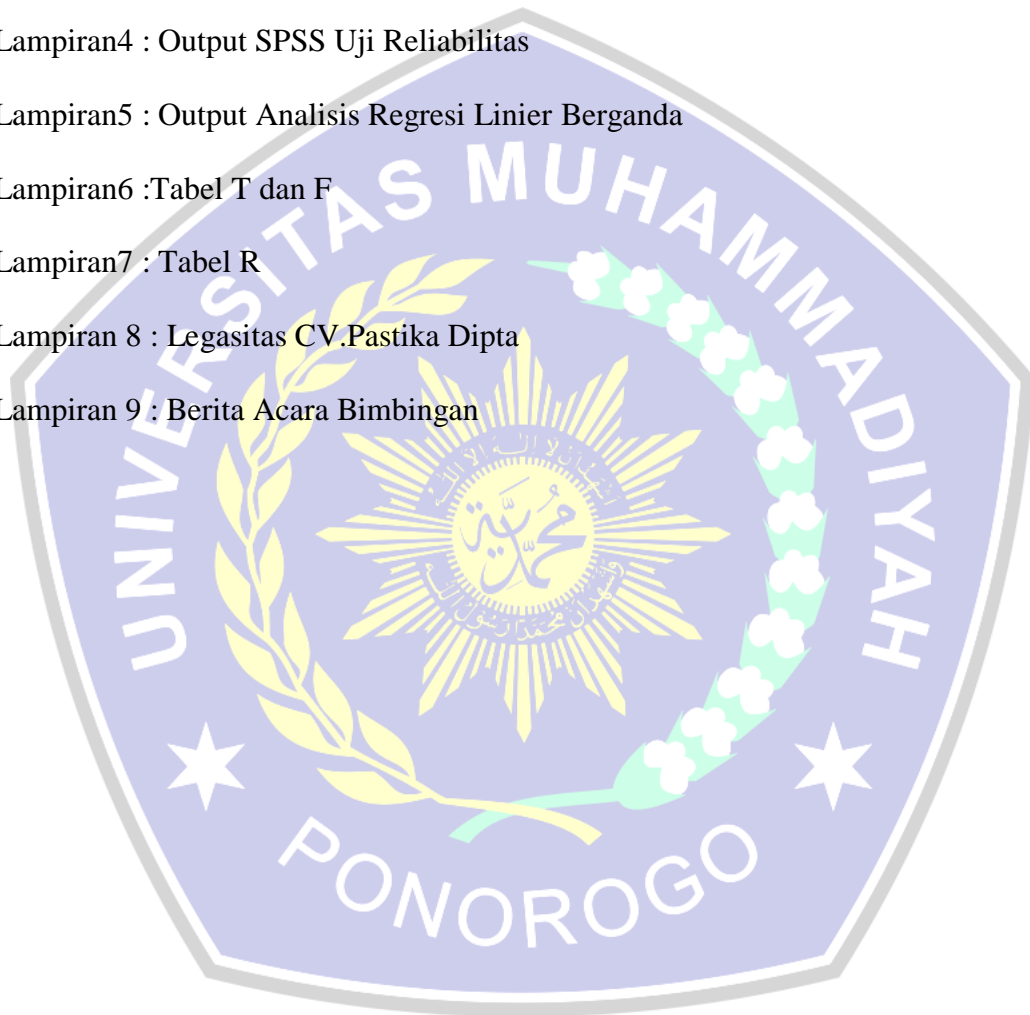 Lampiran4 : Output SPSS Uji Reliabilitas
Lampiran5 : Output Analisis Regresi Linier Berganda
Lampiran6 :Tabel T dan F
Lampiran7 : Tabel R
Lampiran 8 : Legasitas CV.Pastika Dipta
Lampiran 9 : Berita Acara Bimbingan
UNIVERSITAS MUHAMMADIYAH
محمدية
PONOROGO